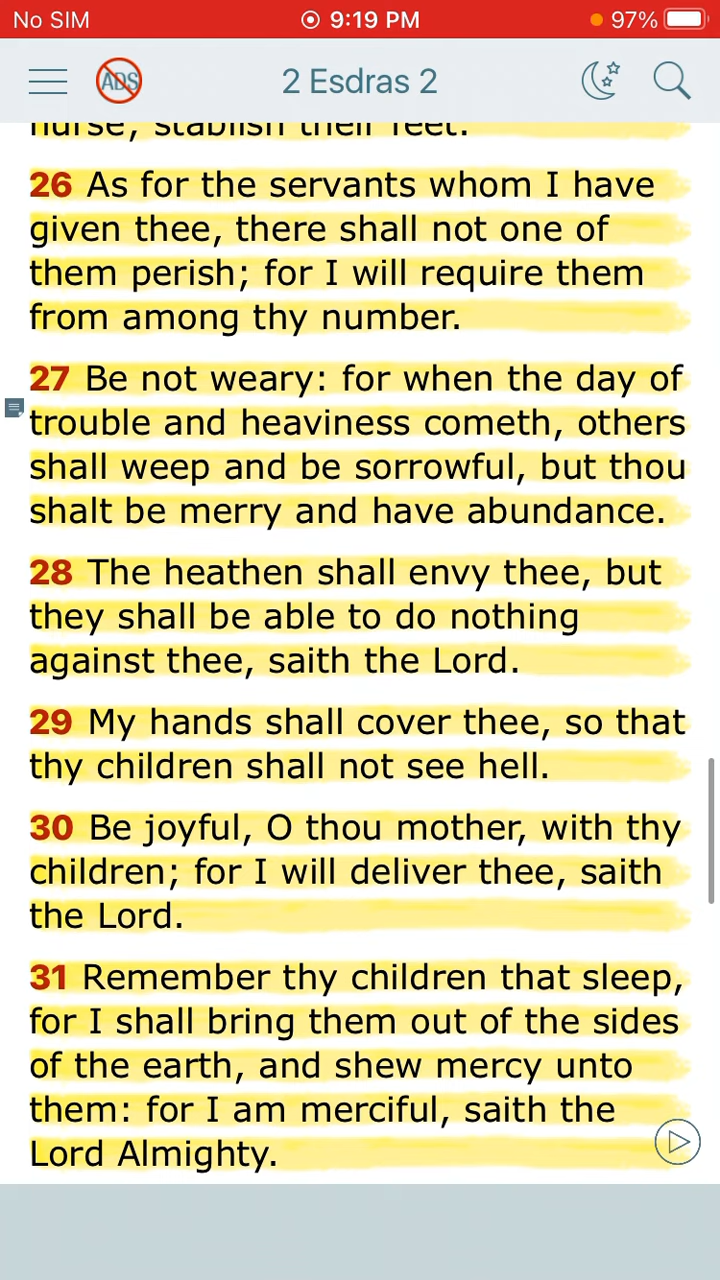 No SIM 9:19 PM 97%
ADS 2 Esdras 2
nurse, stablish their feet.
26 As for the servants whom I have
given thee, there shall not one of
them perish; for I will require them
from among thy number.
27 Be not weary: for when the day of
trouble and heaviness cometh, others
shall weep and be sorrowful, but thou
shalt be merry and have abundance.
28 The heathen shall envy thee, but
they shall be able to do nothing
against thee, saith the Lord.
29 My hands shall cover thee, so that
thy children shall not see hell.
30 Be joyful, O thou mother, with thy
children; for I will deliver thee, saith
the Lord.
31 Remember thy children that sleep,
for I shall bring them out of the sides
of the earth, and shew mercy unto
them: for I am merciful, saith the
Lord Almighty.